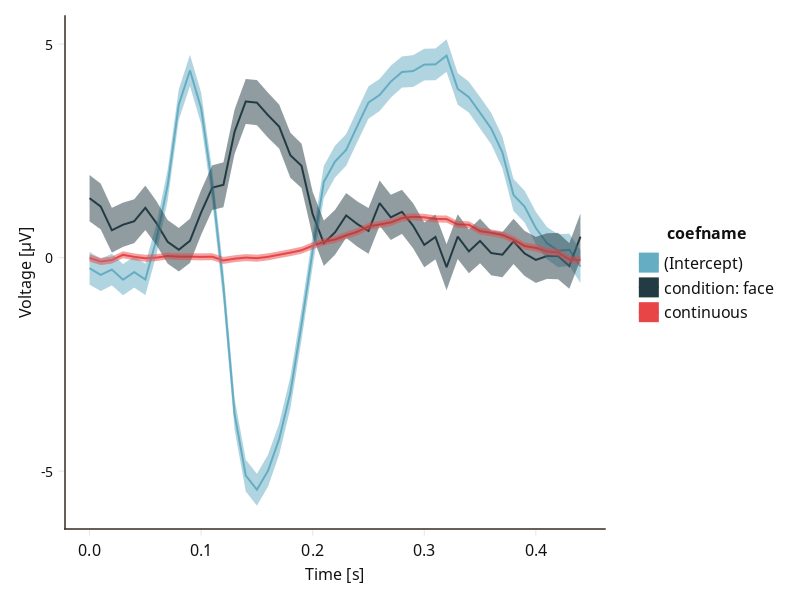 5
0
-5
Voltage [µV]
0.0
0.1
0.2
0.3
0.4
Time [s]
coefname
(Intercept)
condition: face
continuous